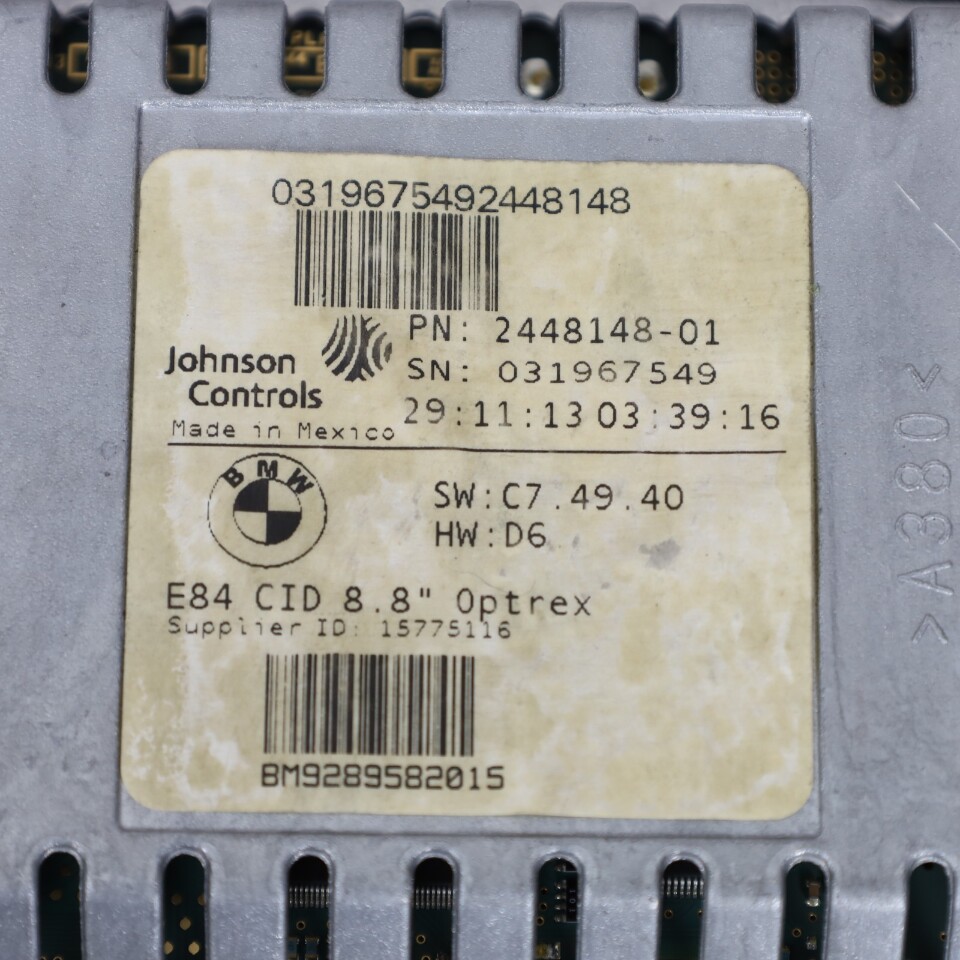 0319675492448148
PN: 2448148-01
SN: 031967549
29:11:13 03:39:16
Johnson
Controls
Made in Mexico
BMW
SW:C7.49.40
HW:D6
E84 CID 8.8" Optrex
Supplier ID: 15775116
BM9289582015
>A380<